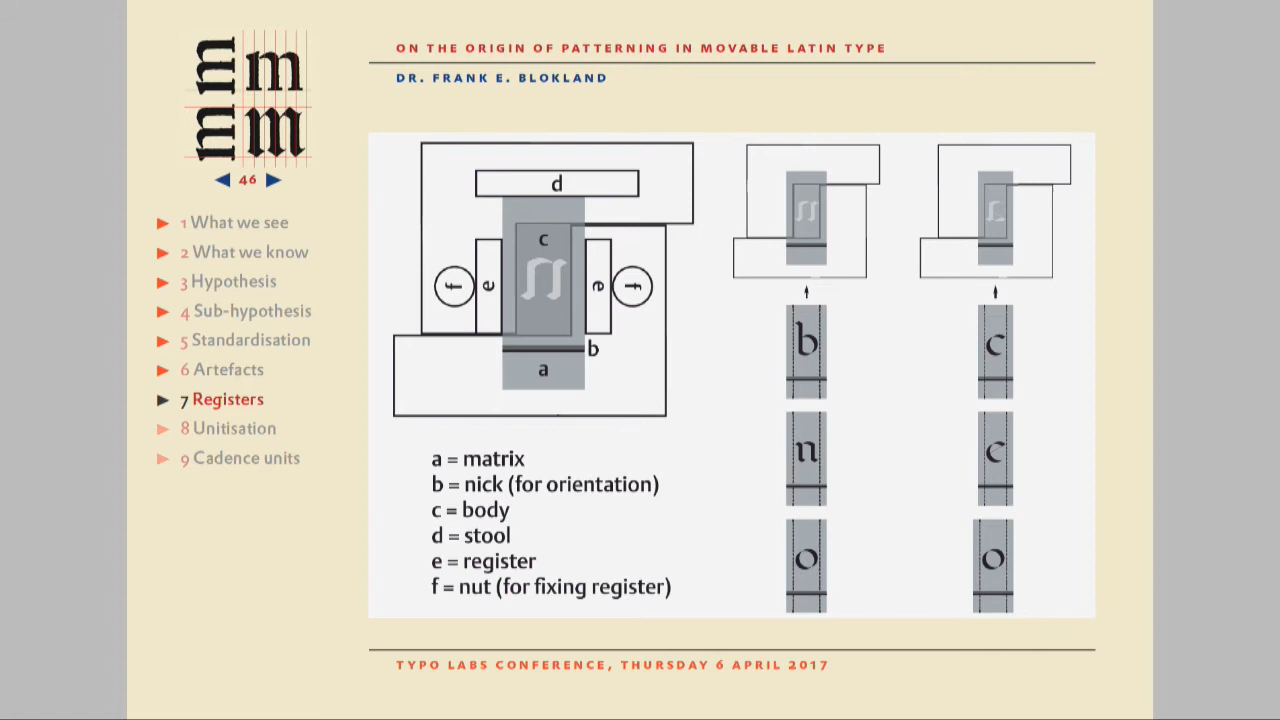 m m
m m
46
1 What we see
2 What we know
3 Hypothesis
4 Sub-hypothesis
5 Standardisation
6 Artefacts
7 Registers
8 Unitisation
9 Cadence units
ON THE ORIGIN OF PATTERNING IN MOVABLE LATIN TYPE
DR. FRANK E. BLOKLAND
d
c
f e n e f
b
a
a = matrix
b = nick (for orientation)
c = body
d = stool
e = register
f = nut (for fixing register)
n c
b c
n c
o o
TYPO LABS CONFERENCE, THURSDAY 6 APRIL 2017